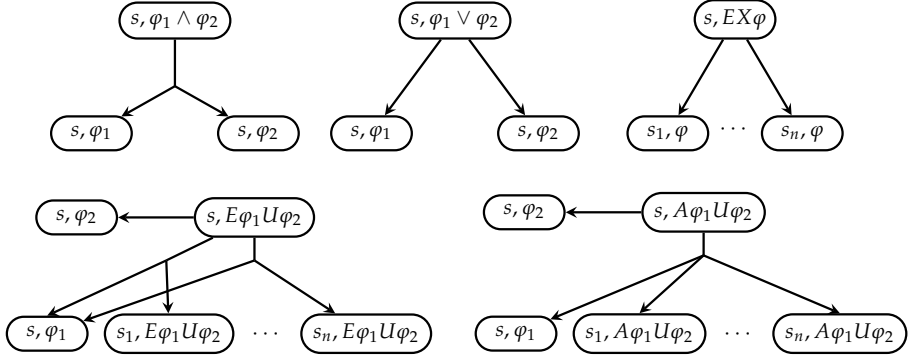 s, φ₁ ∧ φ₂ s, φ₁ ∨ φ₂ s, EXφ
s, φ₁ s, φ₂ s, φ₁ s, φ₂ s₁, φ ··· sₙ, φ
s, φ₂ s, Eφ₁Uφ₂ s, φ₂ s, Aφ₁Uφ₂
s, φ₁ s₁, Eφ₁Uφ₂ ··· sₙ, Eφ₁Uφ₂ s, φ₁ s₁, Aφ₁Uφ₂ ··· sₙ, Aφ₁Uφ₂